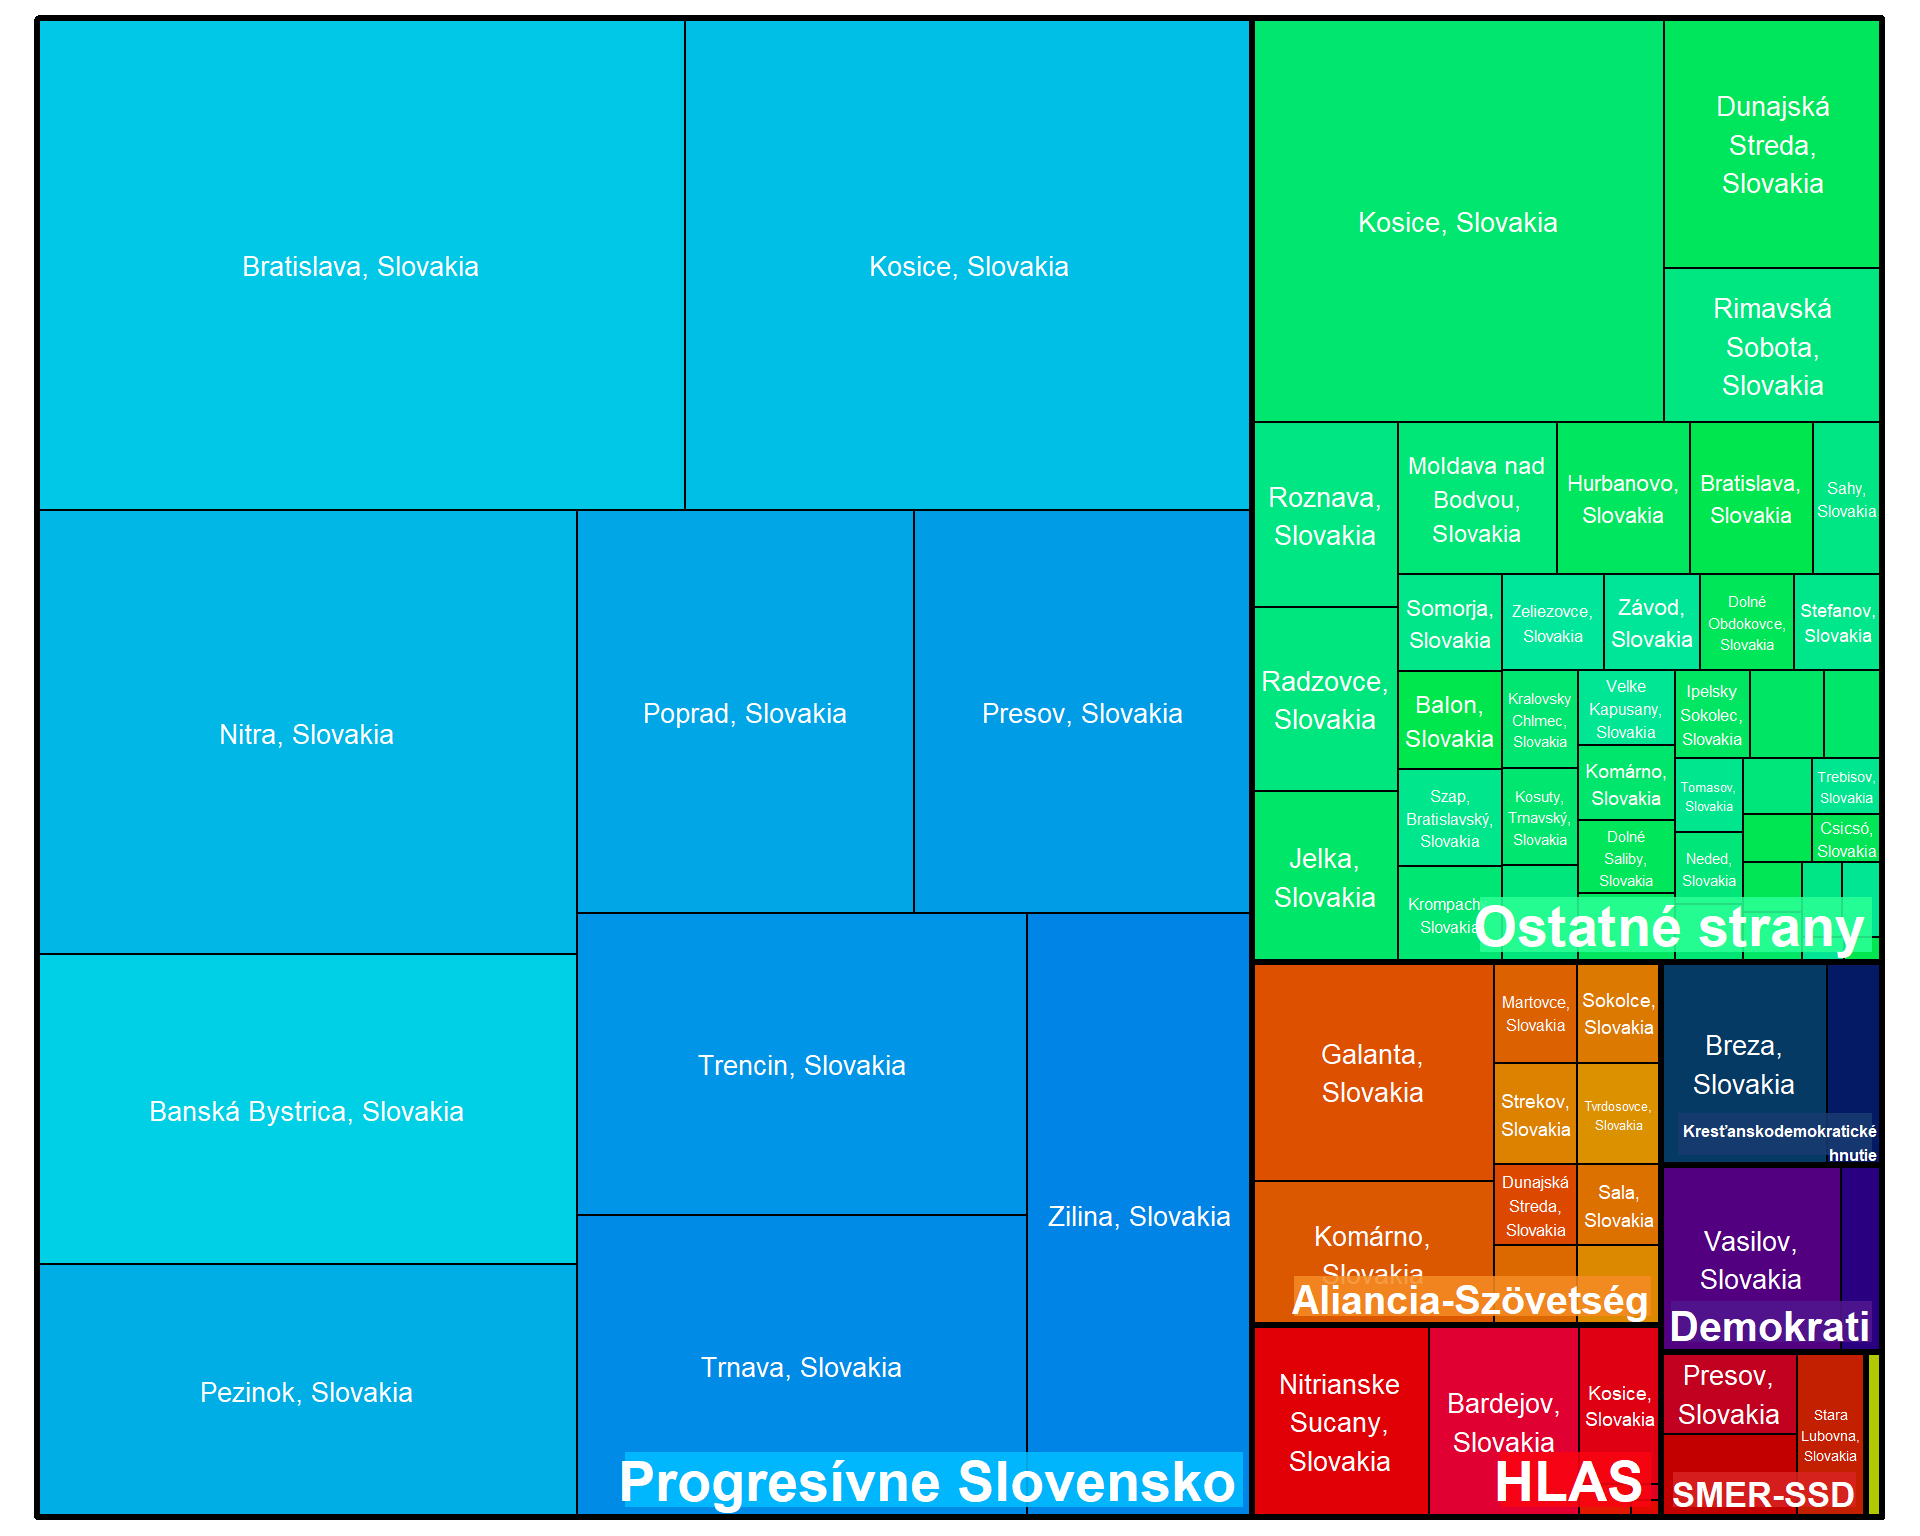 Bratislava, Slovakia
Kosice, Slovakia
Nitra, Slovakia
Poprad, Slovakia
Presov, Slovakia
Banská Bystrica, Slovakia
Trencin, Slovakia
Zilina, Slovakia
Pezinok, Slovakia
Trnava, Slovakia
Progresívne Slovensko
Kosice, Slovakia
Dunajská
Streda,
Slovakia
Rimavská
Sobota,
Slovakia
Roznava,
Slovakia
Moldava nad
Bodvou,
Slovakia
Hurbanovo,
Slovakia
Bratislava,
Slovakia
Sahy,
Slovakia
Radzovce,
Slovakia
Jelka,
Slovakia
Somorja,
Slovakia
Zeliezovce,
Slovakia
Závod,
Slovakia
Dolné
Obdokovce,
Slovakia
Stefanov,
Slovakia
Balon,
Slovakia
Kralovsky
Chlmec,
Slovakia
Velke
Kapusany,
Slovakia
Ipelsky
Sokolec,
Slovakia
Szap,
Bratislavský,
Slovakia
Kosuty,
Trnavský,
Slovakia
Komárno,
Slovakia
Tomasov,
Slovakia
Trebisov,
Slovakia
Csicsó,
Slovakia
Dolné
Saliby,
Slovakia
Neded,
Slovakia
Krompach
Slovakia
Ostatné strany
Galanta,
Slovakia
Martovce,
Slovakia
Sokolce,
Slovakia
Strekov,
Slovakia
Tvrdosovce,
Slovakia
Komárno,
Slovakia
Dunajská
Streda,
Slovakia
Sala,
Slovakia
Aliancia-Szövetség
Breza,
Slovakia
Kresťanskodemokratické
hnutie
Vasilov,
Slovakia
Demokrati
Nitrianske
Sucany,
Slovakia
Bardejov,
Slovakia
Kosice,
Slovakia
HLAS
Presov,
Slovakia
Stara
Lubovna,
Slovakia
SMER-SSD